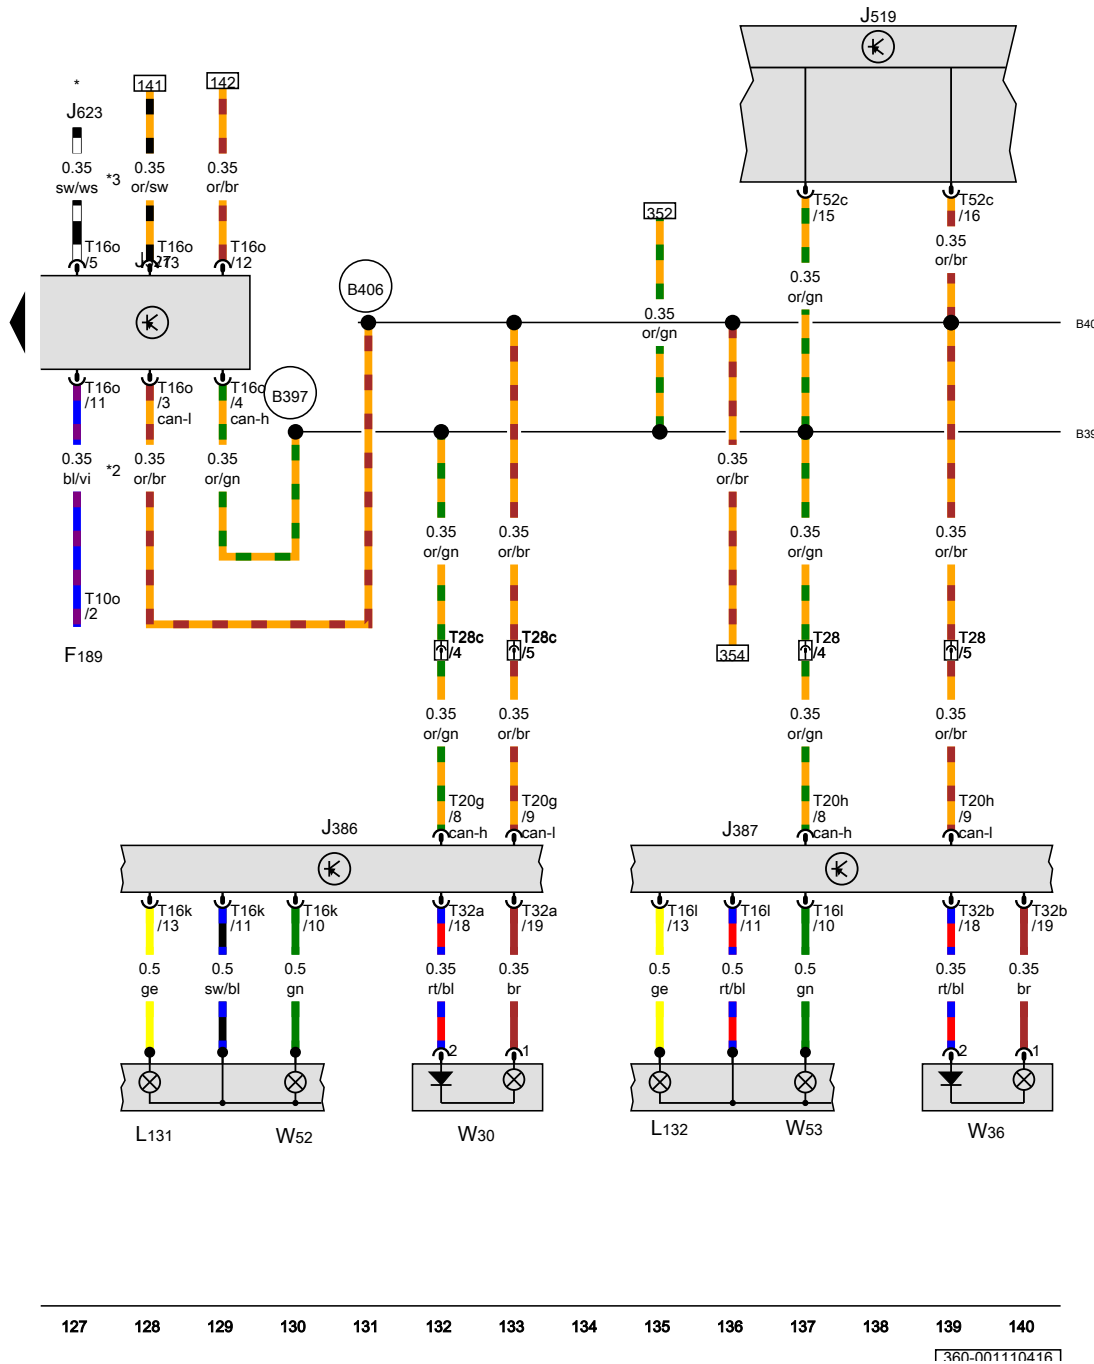 J519
*
J623
141
142
0.35
sw/ws
*3
0.35
or/sw
0.35
or/br
T16o
/5
T16o
/13
T16o
/12
352
T52c
/15
T52c
/16
0.35
or/br
0.35
or/gn
0.35
or/gn
B406
B397
T16o
/11
T16o
/3
can-l
/4
can-h
0.35
bl/vi
*2
0.35
or/br
0.35
or/gn
0.35
or/br
T10o
/2
F189
0.35
or/gn
0.35
or/br
0.35
or/gn
0.35
or/br
T28c
/4
T28c
/5
354
T28
/4
T28
/5
0.35
or/gn
0.35
or/br
0.35
or/gn
0.35
or/br
T20g
/8
can-h
T20g
/9
can-l
T20h
/8
can-h
T20h
/9
can-l
J386
J387
T16k
/13
T16k
/11
T16k
/10
T32a
/18
T32a
/19
T16l
/13
T16l
/11
T16l
/10
T32b
/18
T32b
/19
0.5
ge
0.5
sw/bl
0.5
gn
0.35
rt/bl
0.35
br
0.5
ge
0.5
rt/bl
0.5
gn
0.35
rt/bl
0.35
br
2
1
2
1
L131
W52
W30
L132
W53
W36
127 128 129 130 131 132 133 134 135 136 137 138 139 140
360-001110416